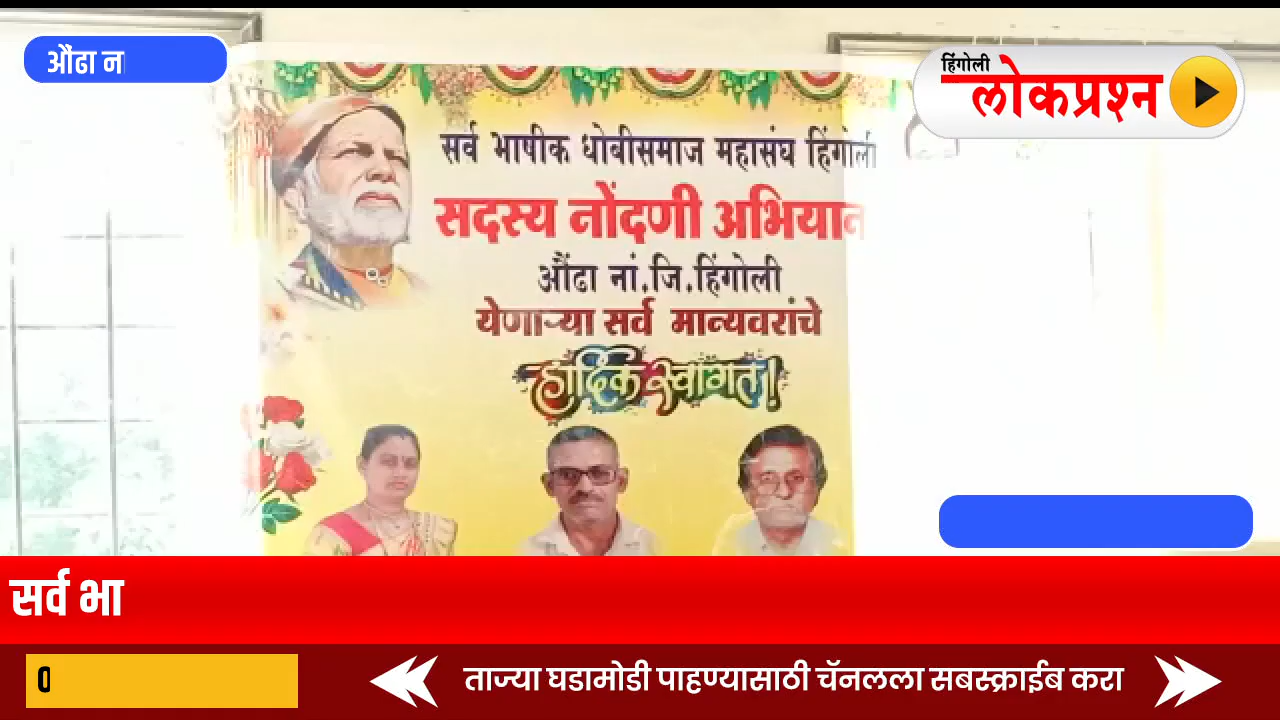 औंढा न
हिंगोली
लोकप्रश्न
सर्व भाषीक धोबीसमाज महासंघ हिंगोली
सदस्य नोंदणी अभियान
औंढा नां.जि.हिंगोली
येणाऱ्या सर्व मान्यवरांचे
हार्दिक स्वागत!
सर्व भा
0
ताज्या घडामोडी पाहण्यासाठी चॅनलला सबस्क्राईब करा